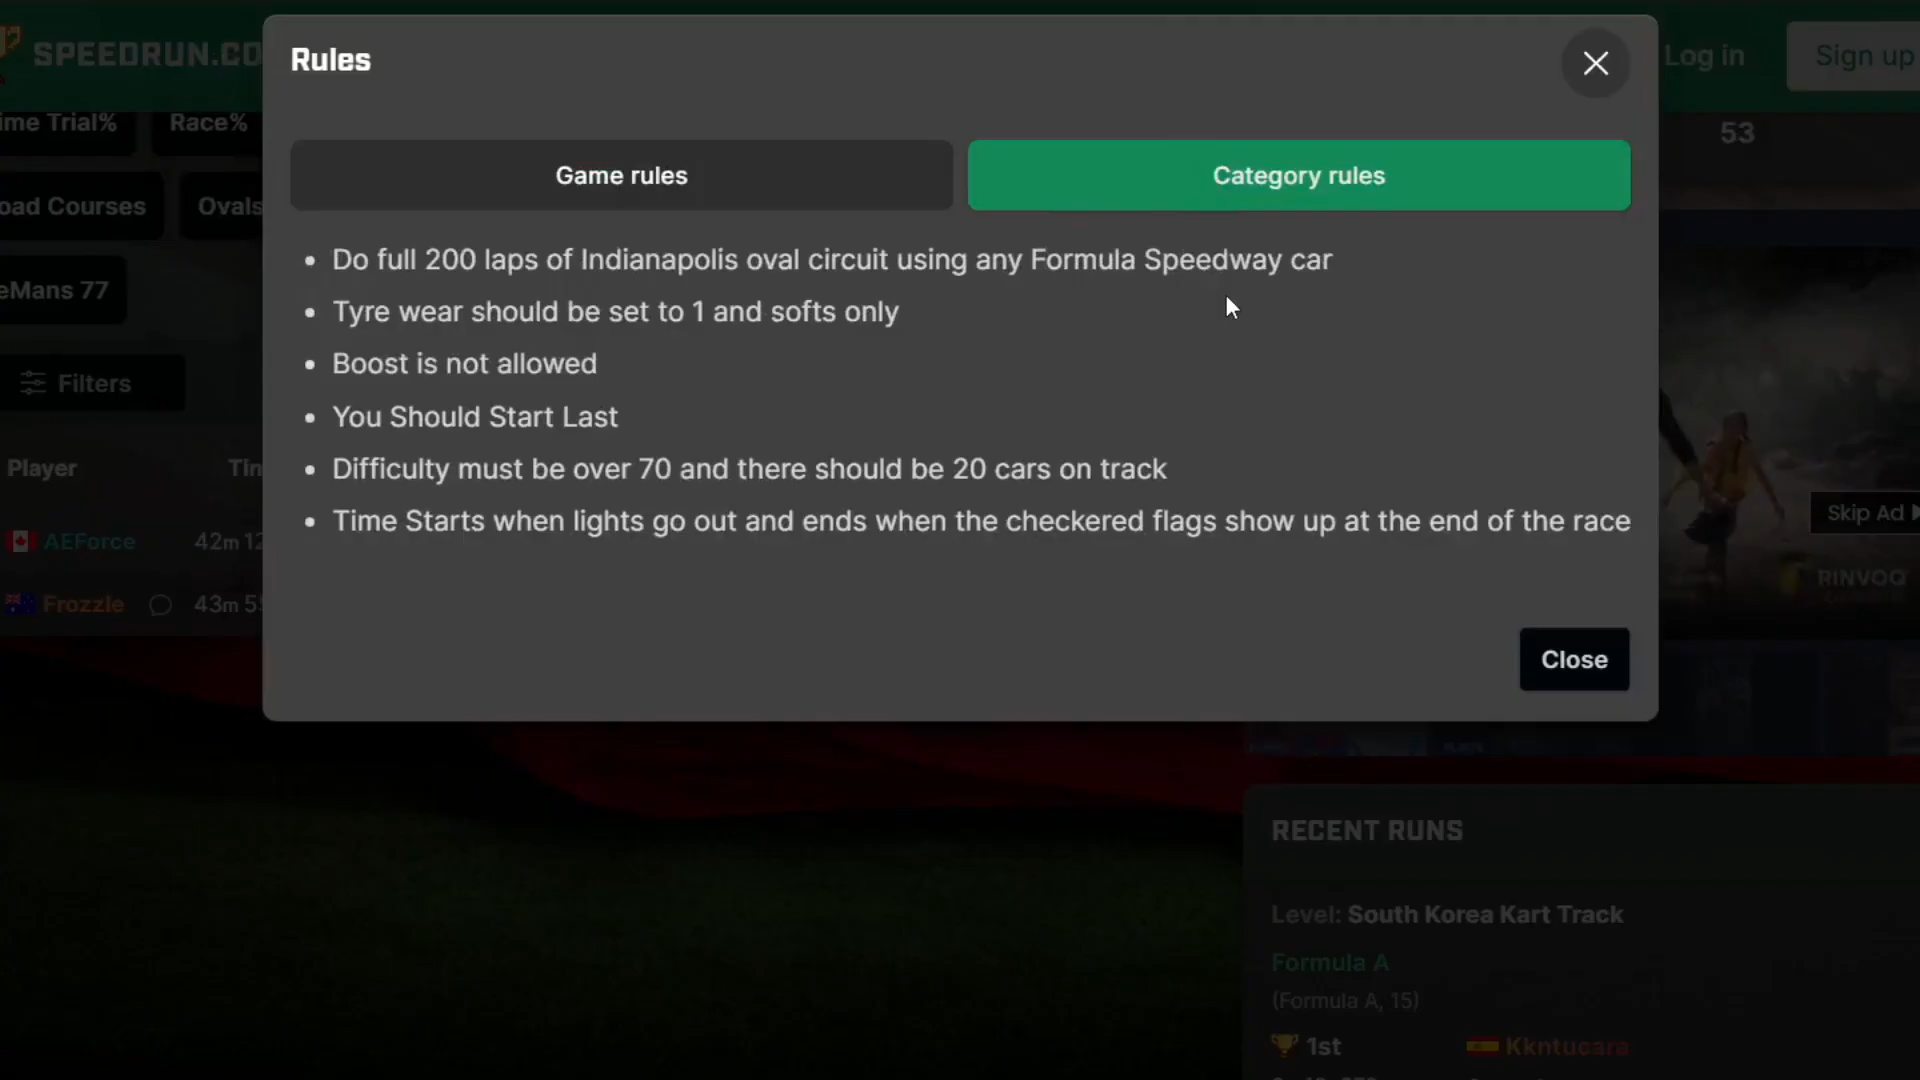 SPEEDRUN.CO
Log in
Sign up
Rules
ime Trial%
Race%
53
Game rules
Category rules
oad Courses
Ovals
• Do full 200 laps of Indianapolis oval circuit using any Formula Speedway car
eMans 77
• Tyre wear should be set to 1 and softs only
• Boost is not allowed
Filters
• You Should Start Last
Player
Tin
• Difficulty must be over 70 and there should be 20 cars on track
• Time Starts when lights go out and ends when the checkered flags show up at the end of the race
Skip Ad
AEForce
42m 12
RINVOQ
Frozzle
43m 5
Close
RECENT RUNS
Level: South Korea Kart Track
Formula A
(Formula A, 15)
1st
Kkntucara